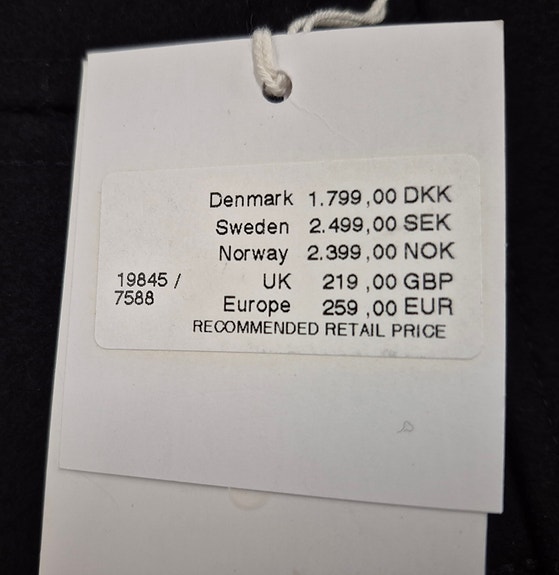 Denmark 1.799,00 DKK
Sweden 2.499,00 SEK
Norway 2.399,00 NOK
19845 / UK 219,00 GBP
7588 Europe 259,00 EUR
RECOMMENDED RETAIL PRICE